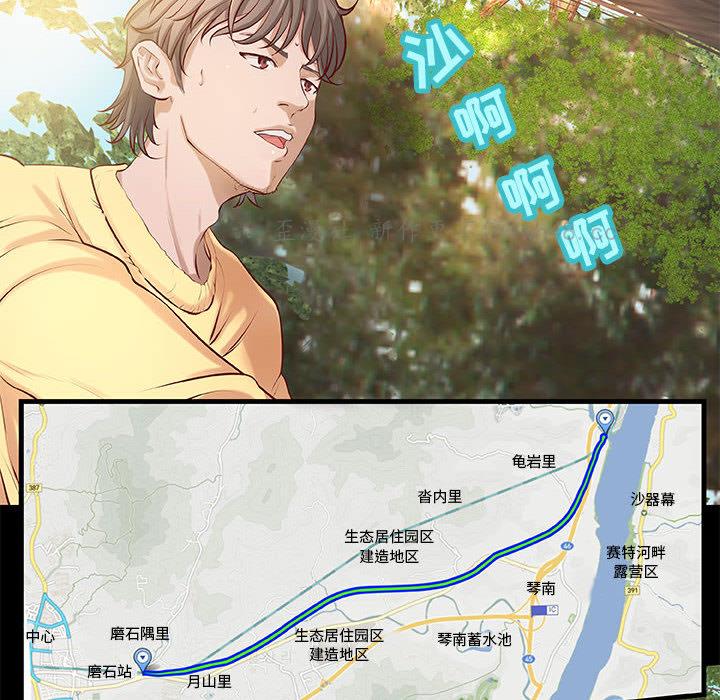 沙
啊
啊
啊
龟岩里
387
沓内里
沙器幕
生态居住园区
建造地区
46
赛特河畔
露营区
琴南
IC
391
中心
磨石隅里
生态居住园区
建造地区
琴南蓄水池
磨石站
月山里
45